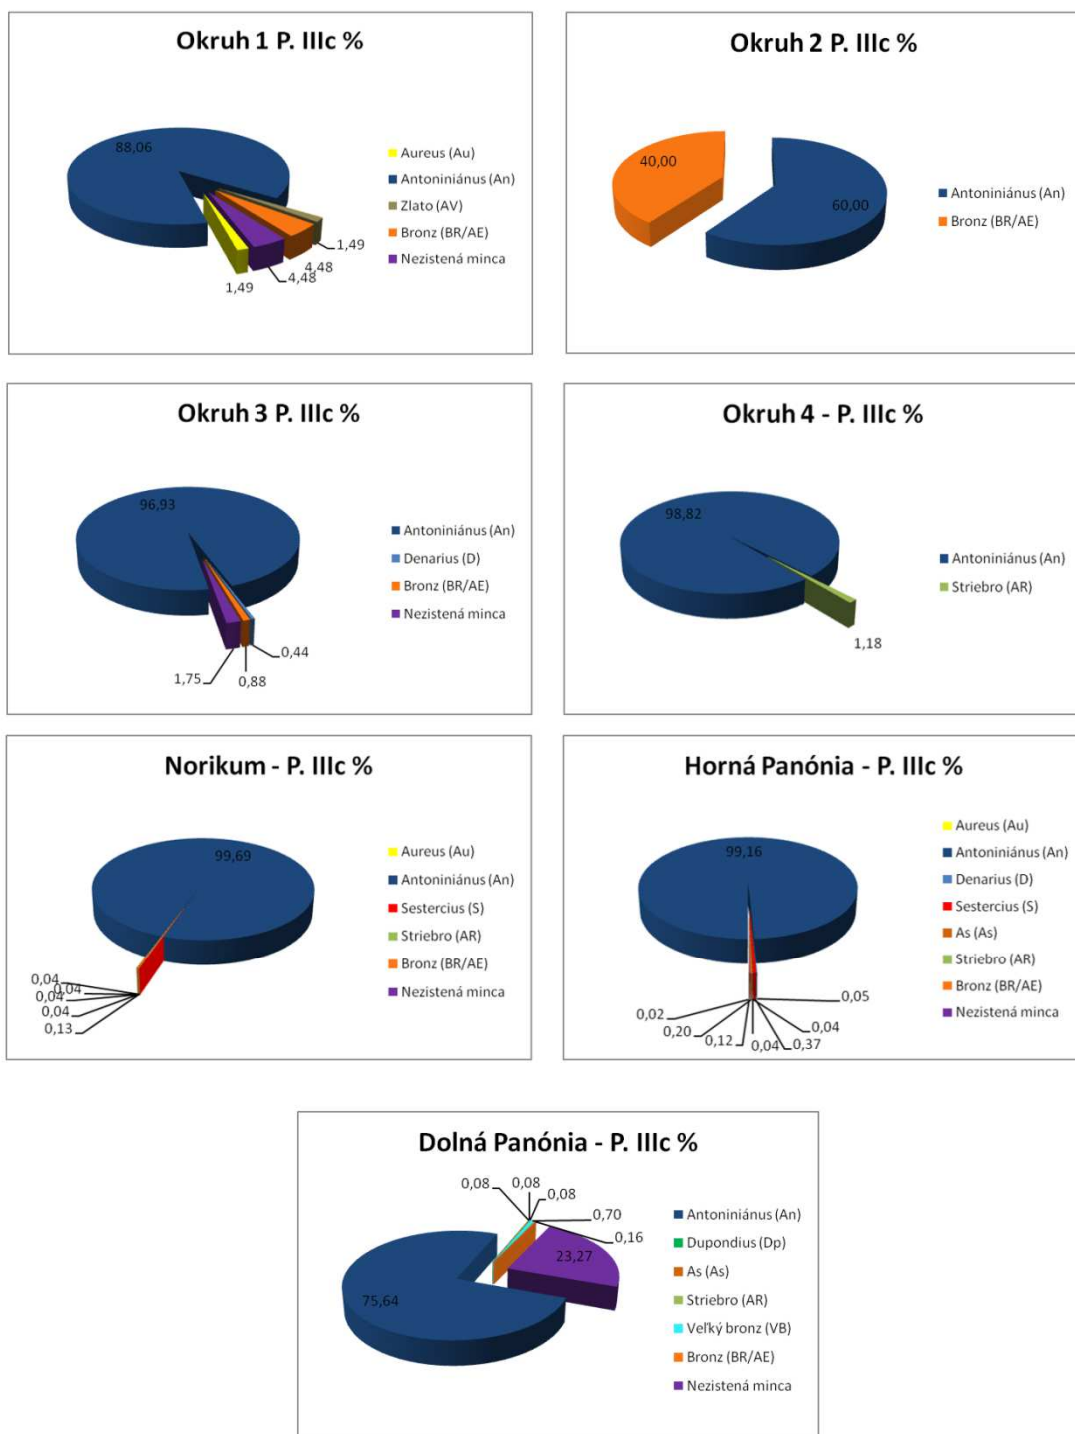 Okruh 1 P. IIIc %
88,06
1,49
4,48
4,48
1,49
Aureus (Au)
Antoniniánus (An)
Zlato (AV)
Bronz (BR/AE)
Nezistená minca
Okruh 2 P. IIIc %
40,00
60,00
Antoniniánus (An)
Bronz (BR/AE)
Okruh 3 P. IIIc %
96,93
0,44
0,88
1,75
Antoniniánus (An)
Denarius (D)
Bronz (BR/AE)
Nezistená minca
Okruh 4 - P. IIIc %
98,82
1,18
Antoniniánus (An)
Striebro (AR)
Norikum - P. IIIc %
99,69
0,04
0,04
0,04
0,04
0,13
Aureus (Au)
Antoniniánus (An)
Sestercius (S)
Striebro (AR)
Bronz (BR/AE)
Nezistená minca
Horná Panónia - P. IIIc %
99,16
0,02
0,20
0,12
0,04
0,37
0,04
0,05
Aureus (Au)
Antoniniánus (An)
Denarius (D)
Sestercius (S)
As (As)
Striebro (AR)
Bronz (BR/AE)
Nezistená minca
Dolná Panónia - P. IIIc %
0,08
0,08
0,08
0,70
0,16
23,27
75,64
Antoniniánus (An)
Dupondius (Dp)
As (As)
Striebro (AR)
Veľký bronz (VB)
Bronz (BR/AE)
Nezistená minca